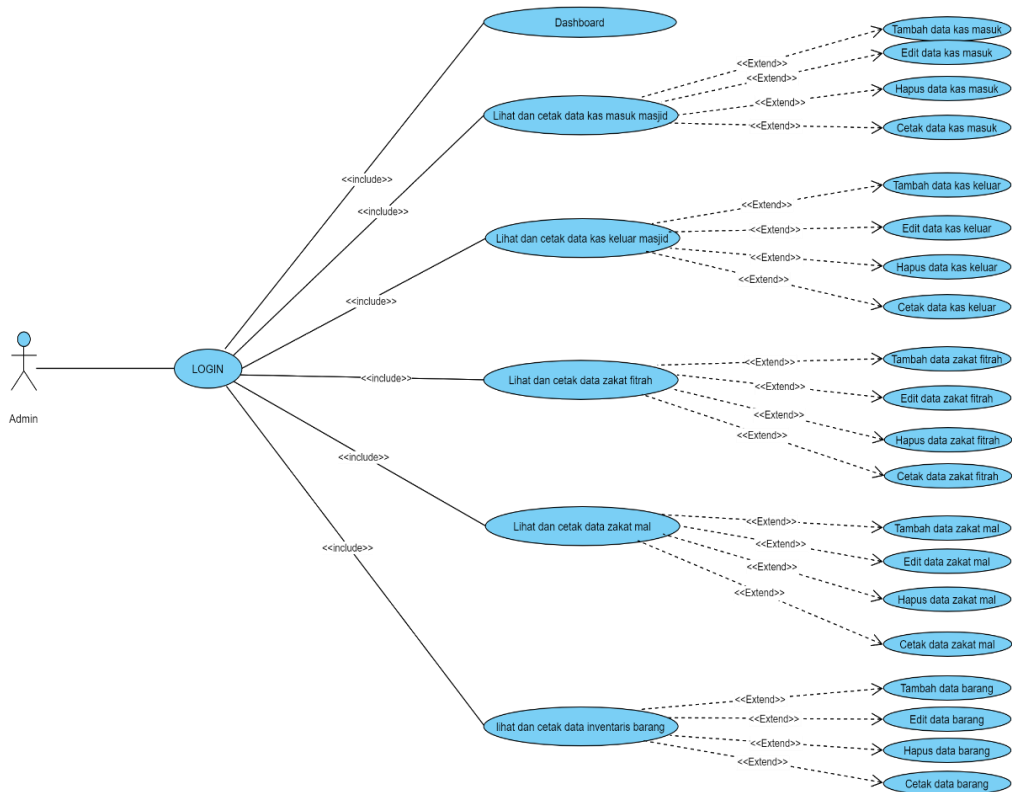 Dashboard
<<include>>
Lihat dan cetak data kas masuk masjid
<<Extend>>
Tambah data kas masuk
<<Extend>>
Edit data kas masuk
<<Extend>>
Hapus data kas masuk
<<Extend>>
Cetak data kas masuk
<<include>>
Lihat dan cetak data kas keluar masjid
<<Extend>>
Tambah data kas keluar
<<Extend>>
Edit data kas keluar
<<Extend>>
Hapus data kas keluar
<<Extend>>
Cetak data kas keluar
<<include>>
Admin
LOGIN
<<include>>
Lihat dan cetak data zakat fitrah
<<Extend>>
Tambah data zakat fitrah
<<Extend>>
Edit data zakat fitrah
<<Extend>>
Hapus data zakat fitrah
<<Extend>>
Cetak data zakat fitrah
<<include>>
Lihat dan cetak data zakat mal
<<Extend>>
Tambah data zakat mal
<<Extend>>
Edit data zakat mal
<<Extend>>
Hapus data zakat mal
<<Extend>>
Cetak data zakat mal
<<include>>
lihat dan cetak data inventaris barang
<<Extend>>
Tambah data barang
<<Extend>>
Edit data barang
<<Extend>>
Hapus data barang
<<Extend>>
Cetak data barang